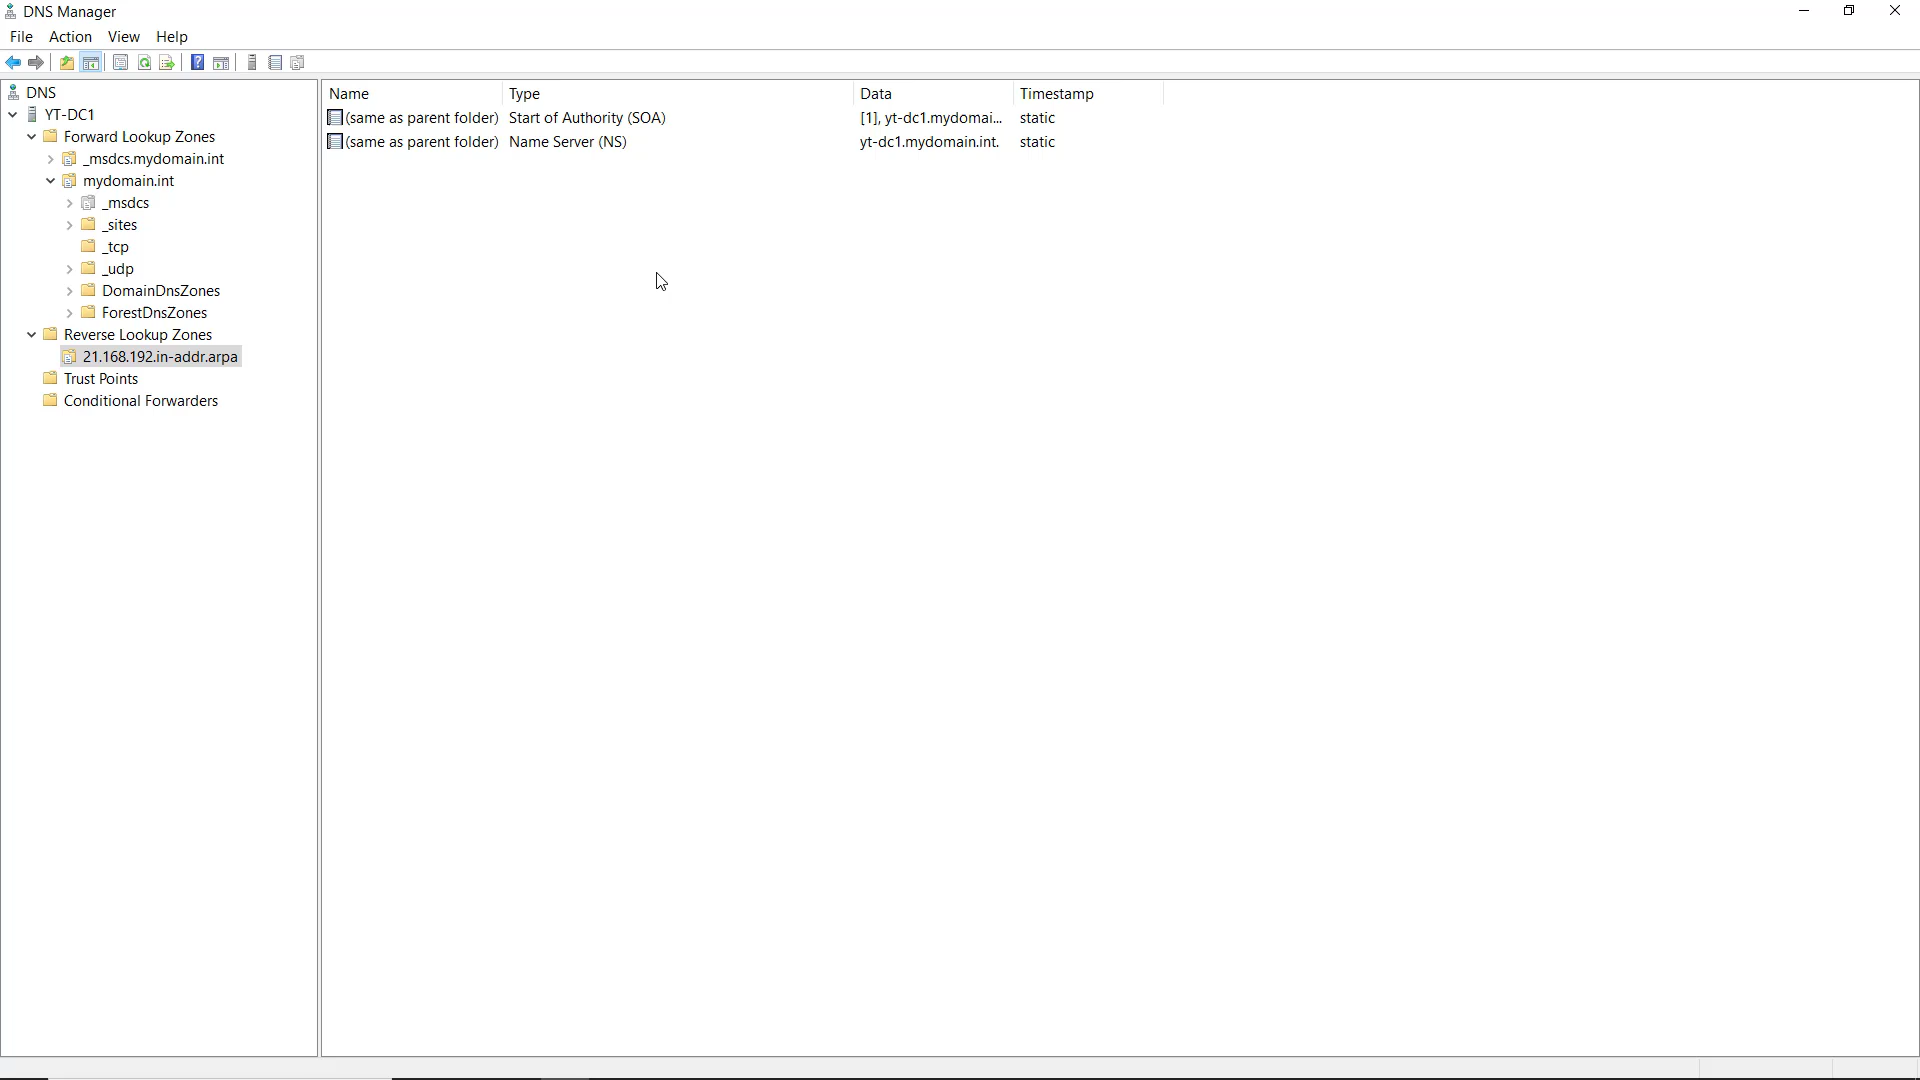 DNS Manager
File Action View Help
DNS
YT-DC1
Forward Lookup Zones
_msdcs.mydomain.int
mydomain.int
_msdcs
_sites
_tcp
_udp
DomainDnsZones
ForestDnsZones
Reverse Lookup Zones
21.168.192.in-addr.arpa
Trust Points
Conditional Forwarders
Name Type Data Timestamp
(same as parent folder) Start of Authority (SOA) [1], yt-dc1.mydomai... static
(same as parent folder) Name Server (NS) yt-dc1.mydomain.int. static